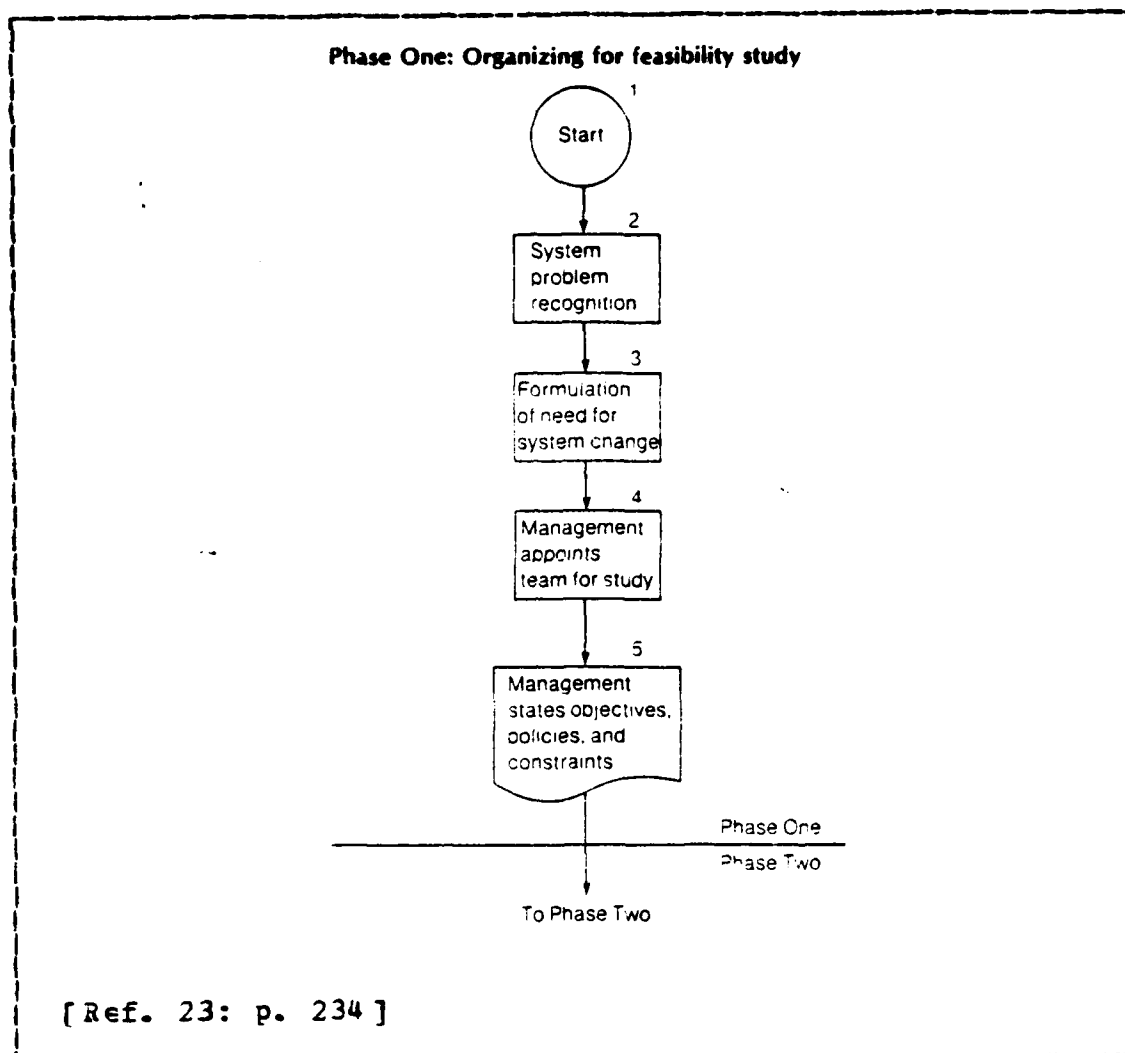 Phase One: Organizing for feasibility study
1
Start
2
System
problem
recognition
3
Formulation
of need for
system change
4
Management
appoints
team for study
5
Management
states objectives,
policies, and
constraints
Phase One
Phase Two
To Phase Two
[Ref. 23: p. 234]